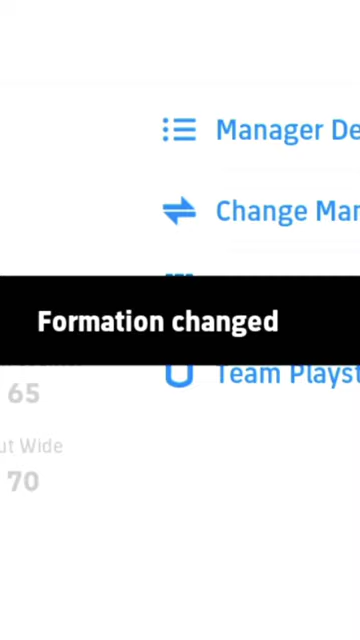 Manager De
Change Mar
Formation changed
65
Team Playst
ut Wide
70